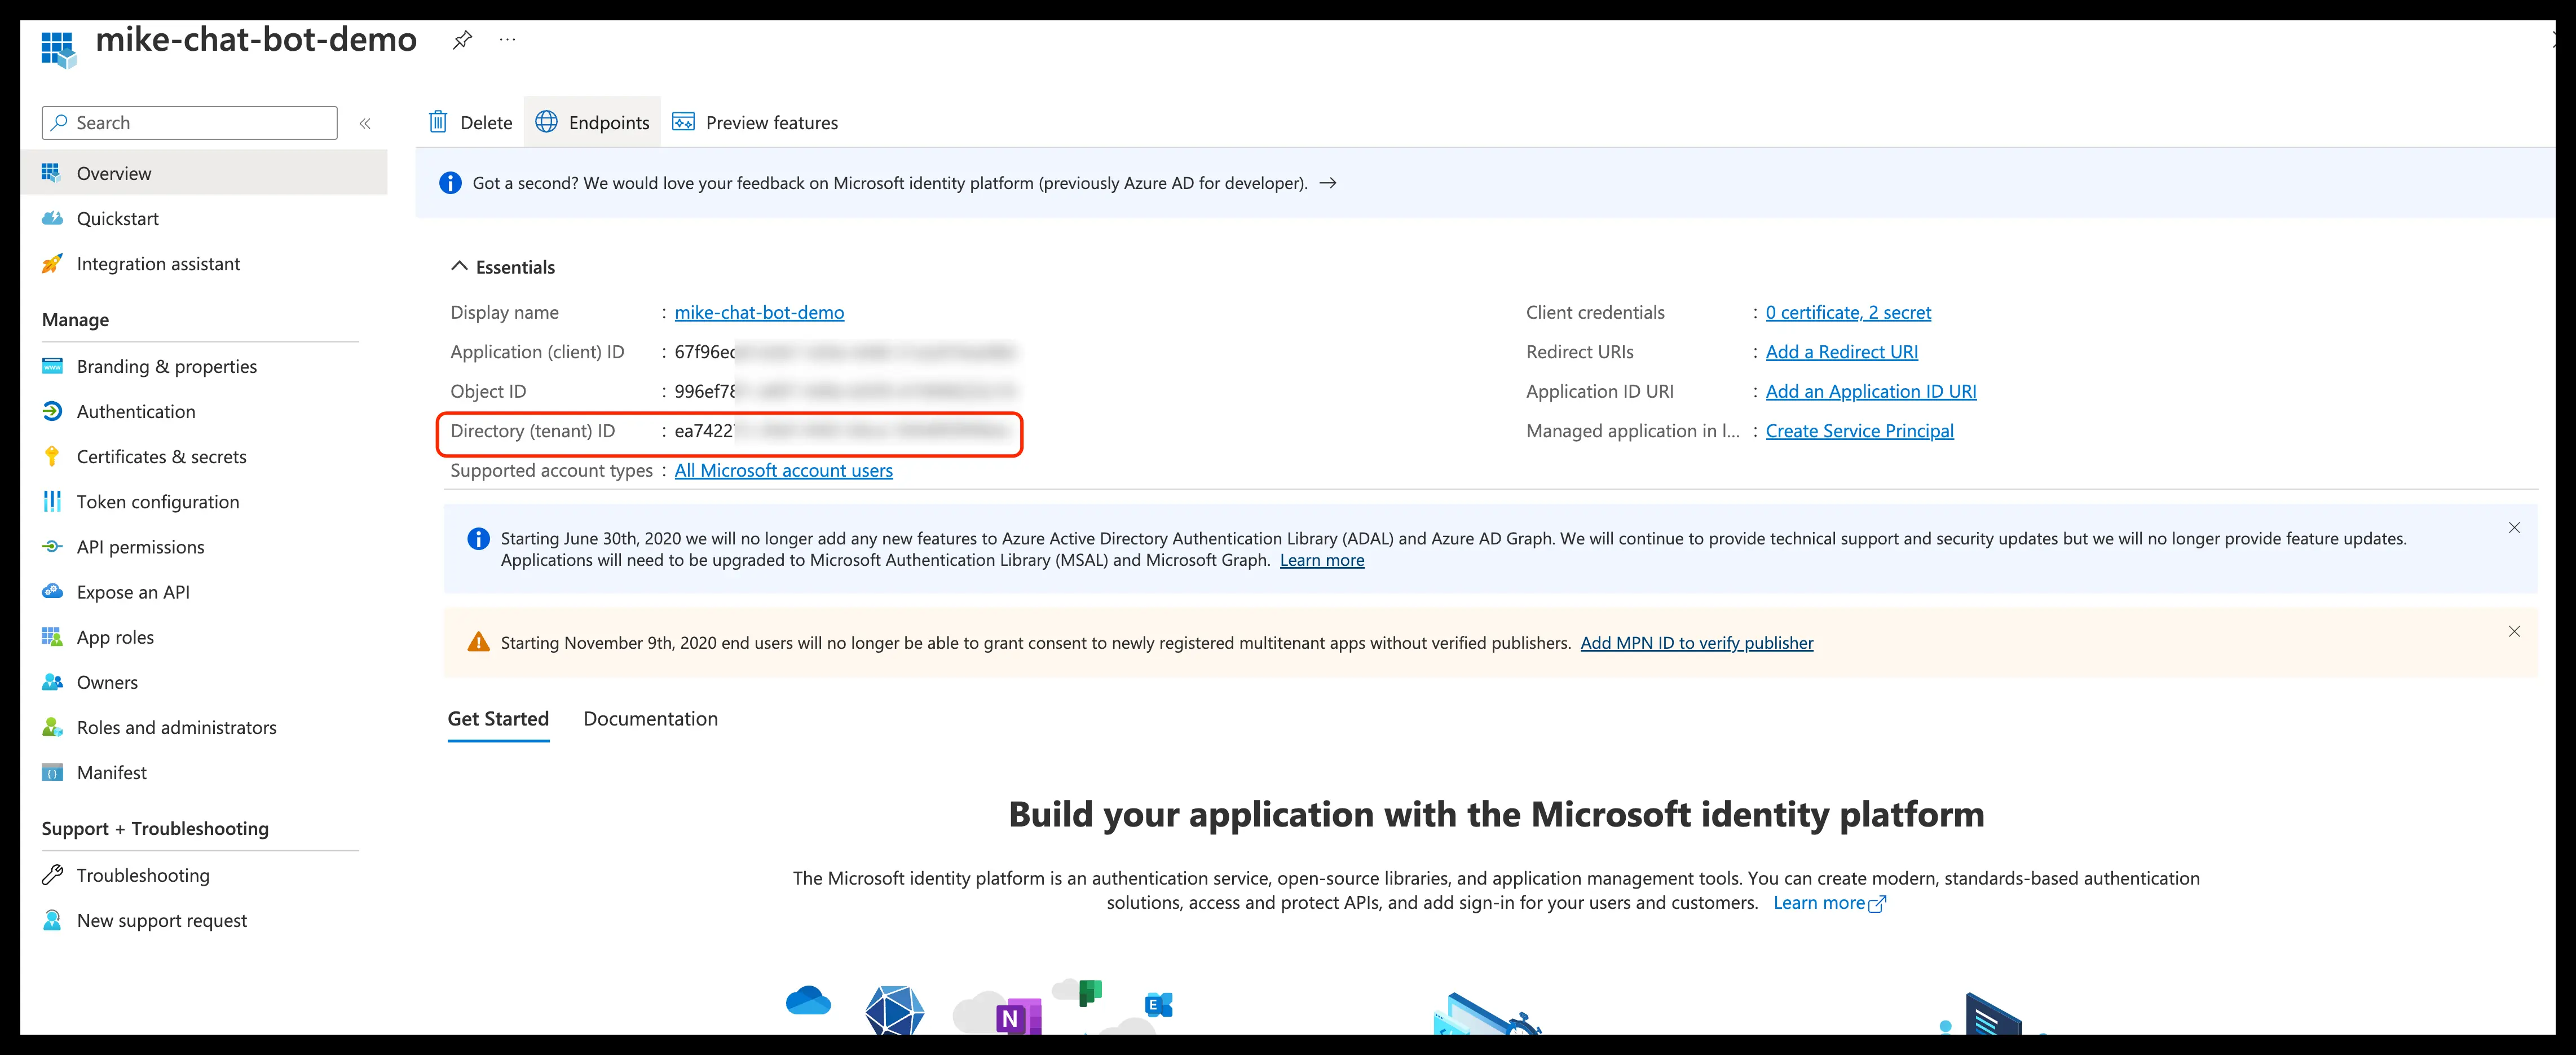 mike-chat-bot-demo
Search
Delete
Endpoints
Preview features
Overview
Quickstart
Integration assistant
Manage
Branding & properties
Authentication
Certificates & secrets
Token configuration
API permissions
Expose an API
App roles
Owners
Roles and administrators
Manifest
Support + Troubleshooting
Troubleshooting
New support request
Got a second? We would love your feedback on Microsoft identity platform (previously Azure AD for developer). →
Essentials
Display name : mike-chat-bot-demo
Application (client) ID : 67f96ec
Object ID : 996ef78
Directory (tenant) ID : ea7422
Supported account types : All Microsoft account users
Client credentials : 0 certificate, 2 secret
Redirect URIs : Add a Redirect URI
Application ID URI : Add an Application ID URI
Managed application in l... : Create Service Principal
Starting June 30th, 2020 we will no longer add any new features to Azure Active Directory Authentication Library (ADAL) and Azure AD Graph. We will continue to provide technical support and security updates but we will no longer provide feature updates.
Applications will need to be upgraded to Microsoft Authentication Library (MSAL) and Microsoft Graph. Learn more
Starting November 9th, 2020 end users will no longer be able to grant consent to newly registered multitenant apps without verified publishers. Add MPN ID to verify publisher
Get Started
Documentation
Build your application with the Microsoft identity platform
The Microsoft identity platform is an authentication service, open-source libraries, and application management tools. You can create modern, standards-based authentication
solutions, access and protect APIs, and add sign-in for your users and customers. Learn more
N
E